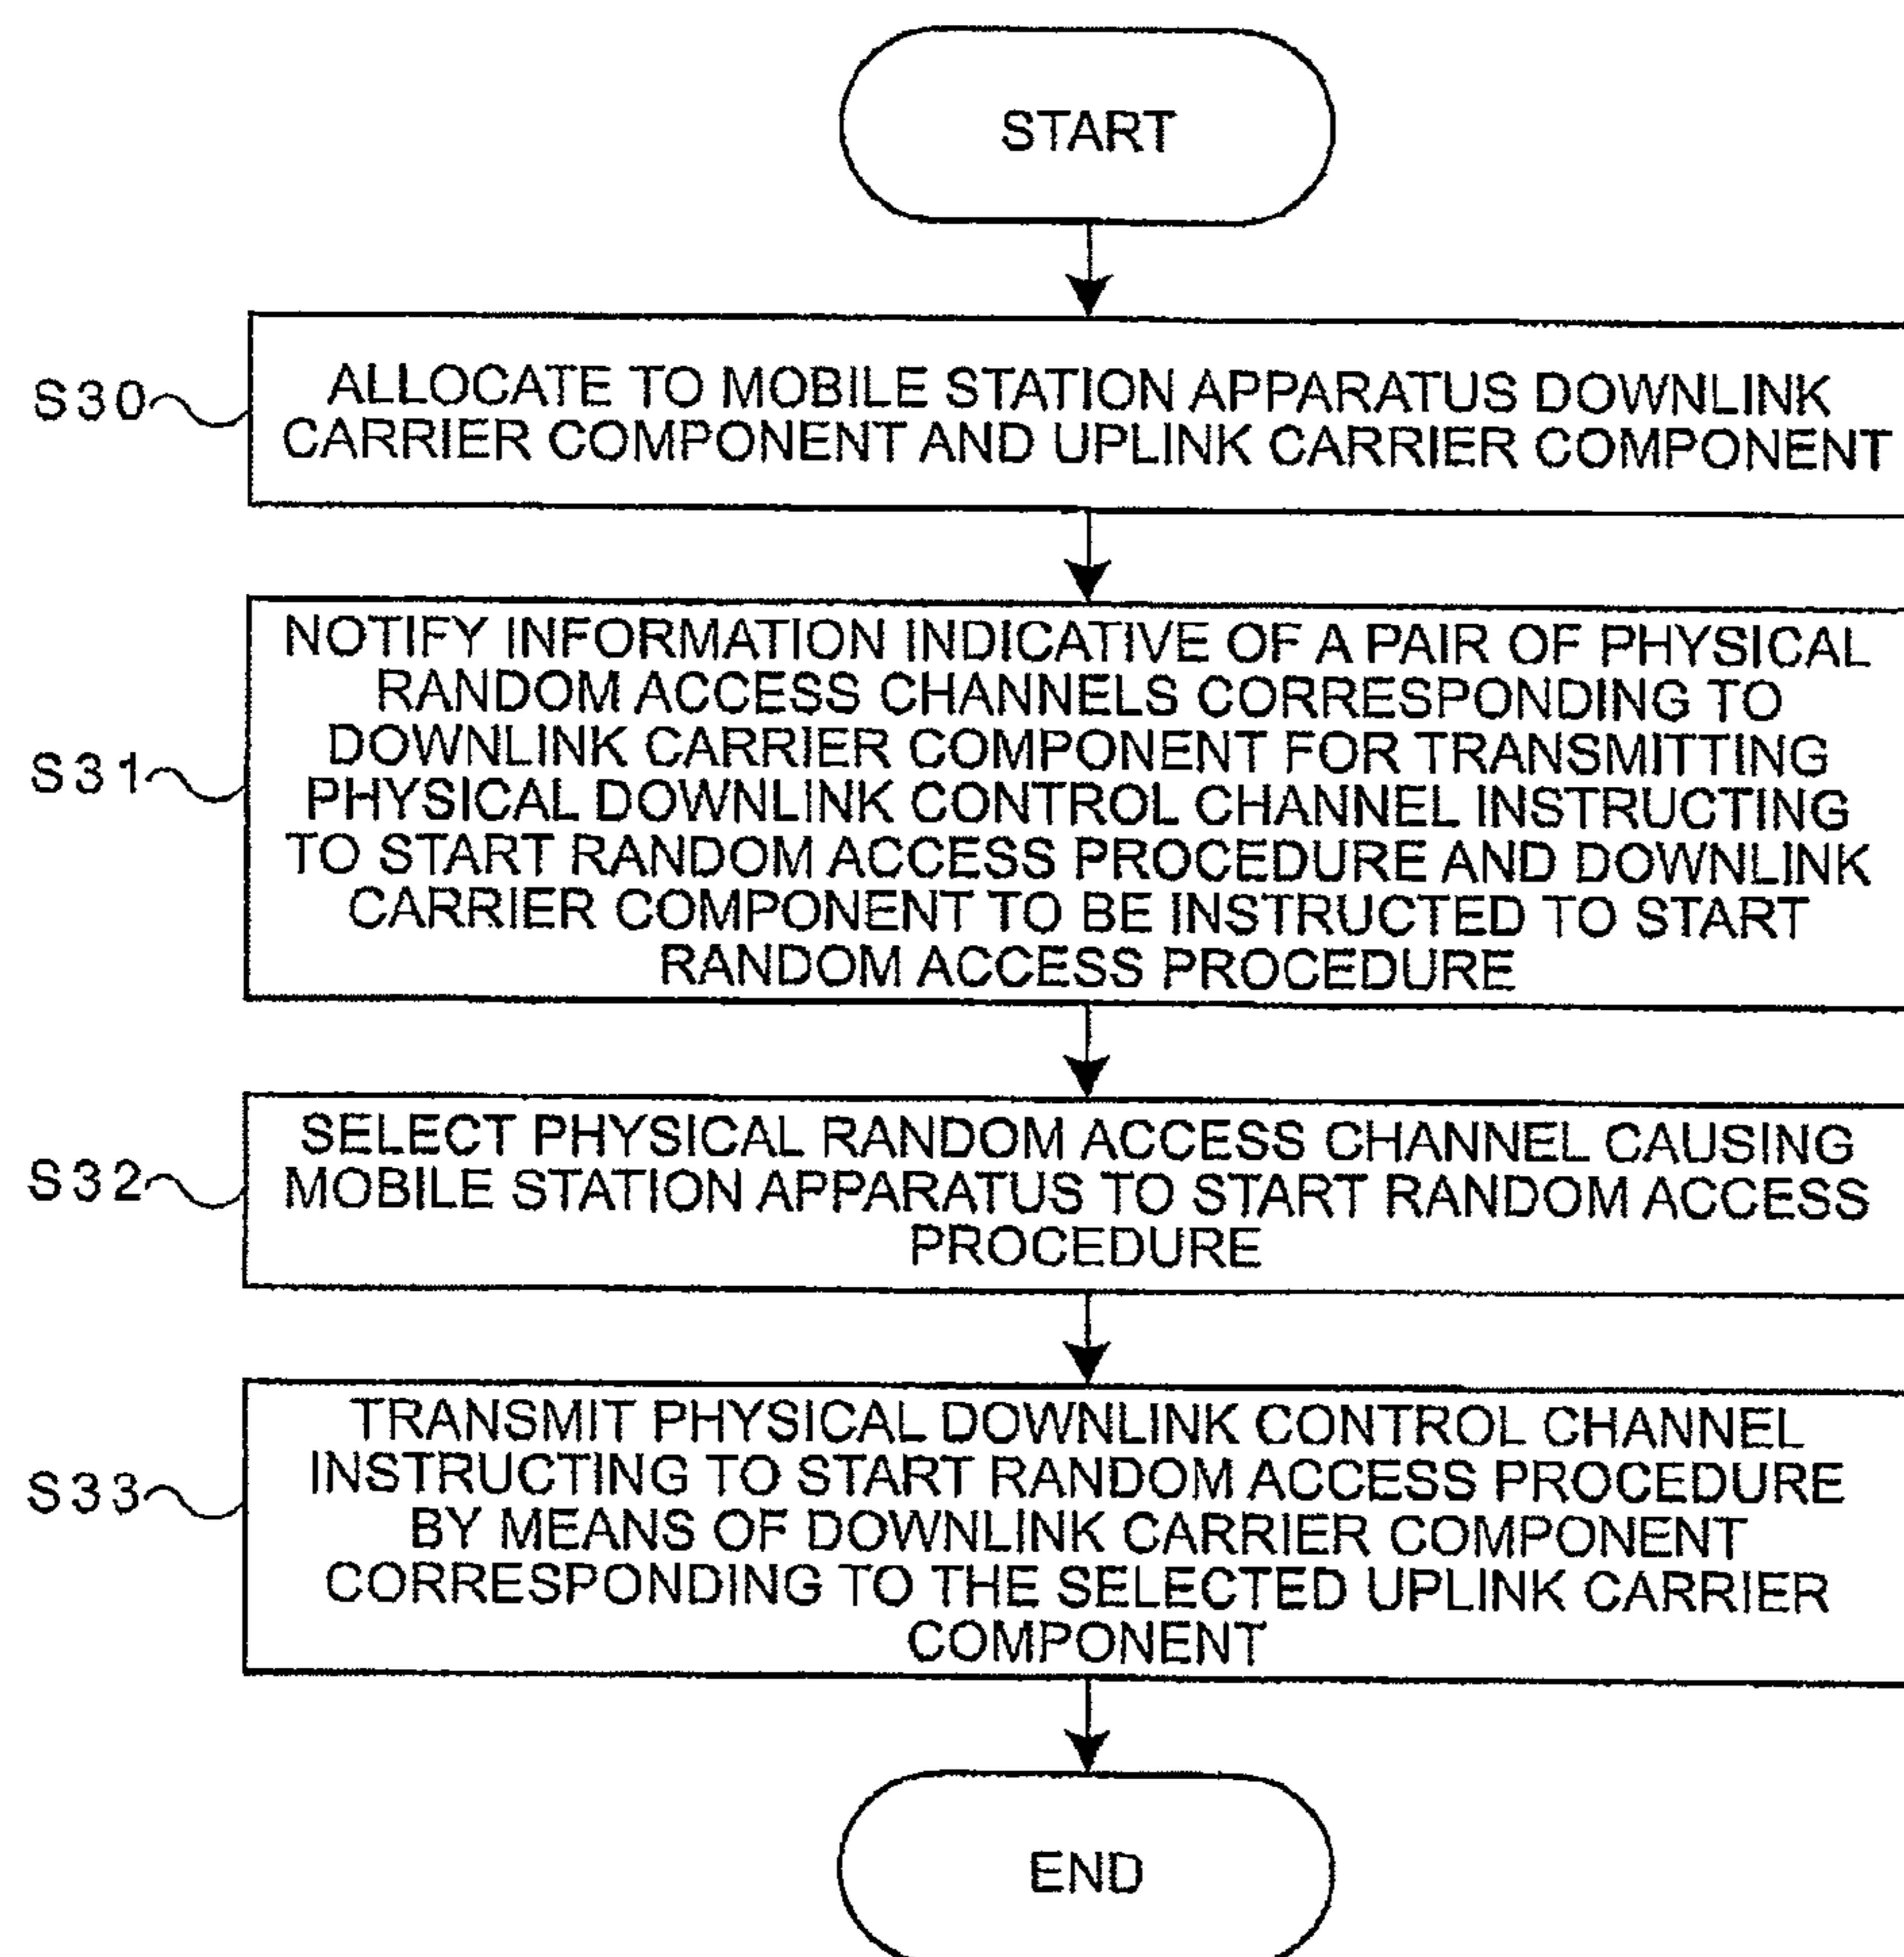 START
S30
ALLOCATE TO MOBILE STATION APPARATUS DOWNLINK
CARRIER COMPONENT AND UPLINK CARRIER COMPONENT
S31
NOTIFY INFORMATION INDICATIVE OF A PAIR OF PHYSICAL
RANDOM ACCESS CHANNELS CORRESPONDING TO
DOWNLINK CARRIER COMPONENT FOR TRANSMITTING
PHYSICAL DOWNLINK CONTROL CHANNEL INSTRUCTING
TO START RANDOM ACCESS PROCEDURE AND DOWNLINK
CARRIER COMPONENT TO BE INSTRUCTED TO START
RANDOM ACCESS PROCEDURE
S32
SELECT PHYSICAL RANDOM ACCESS CHANNEL CAUSING
MOBILE STATION APPARATUS TO START RANDOM ACCESS
PROCEDURE
S33
TRANSMIT PHYSICAL DOWNLINK CONTROL CHANNEL
INSTRUCTING TO START RANDOM ACCESS PROCEDURE
BY MEANS OF DOWNLINK CARRIER COMPONENT
CORRESPONDING TO THE SELECTED UPLINK CARRIER
COMPONENT
END